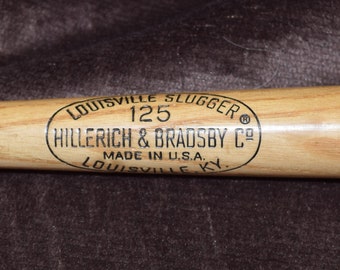 LOUISVILLE SLUGGER®
125
HILLERICH & BRADSBY Cº
MADE IN U.S.A.
LOUISVILLE, KY.